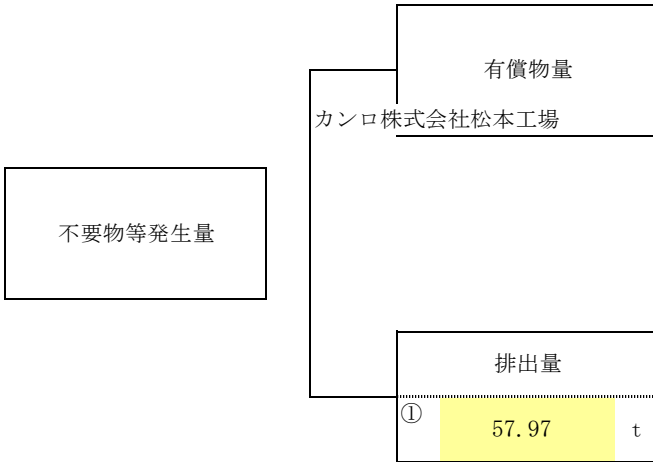 有償物量
カンロ株式会社松本工場
不要物等発生量
排出量
① 57.97 t